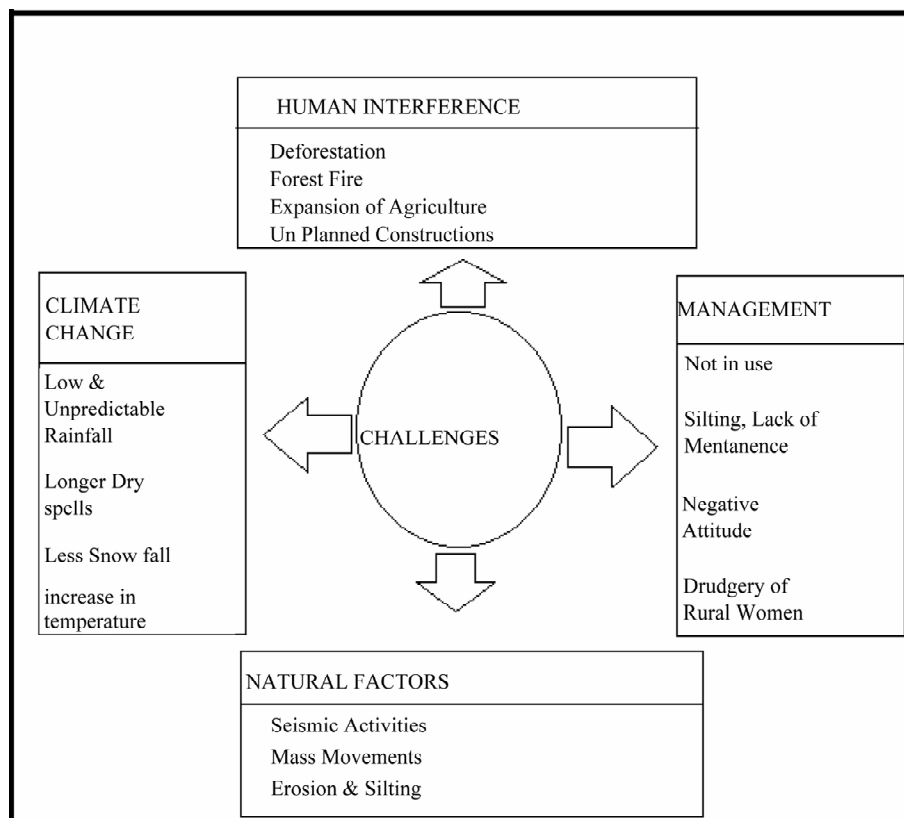 HUMAN INTERFERENCE
Deforestation
Forest Fire
Expansion of Agriculture
Un Planned Constructions
CLIMATE
CHANGE
Low &
Unpredictable
Rainfall
Longer Dry
spells
Less Snow fall
increase in
temperature
CHALLENGES
MANAGEMENT
Not in use
Silting, Lack of
Mentanence
Negative
Attitude
Drudgery of
Rural Women
NATURAL FACTORS
Seismic Activities
Mass Movements
Erosion & Silting